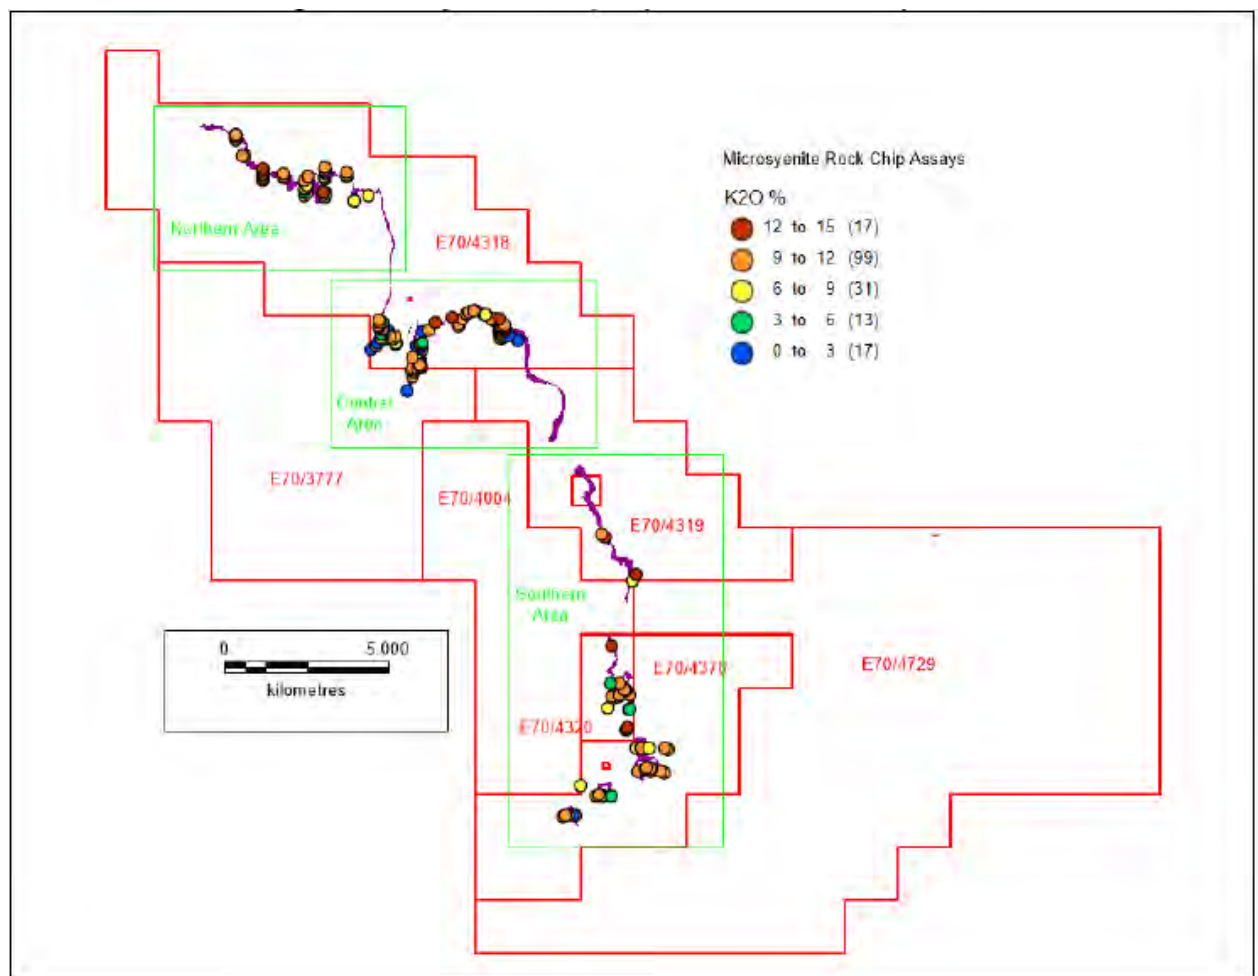 Microsyenite Rock Chip Assays
K2O %
12 to 15 (17)
9 to 12 (99)
6 to 9 (31)
3 to 6 (13)
0 to 3 (17)
Northern Area
E70/4318
Central
Area
E70/3777
E70/4004
E70/4319
Southern
Area
E70/4370
E70/4729
E70/4320
0 5,000
kilometres